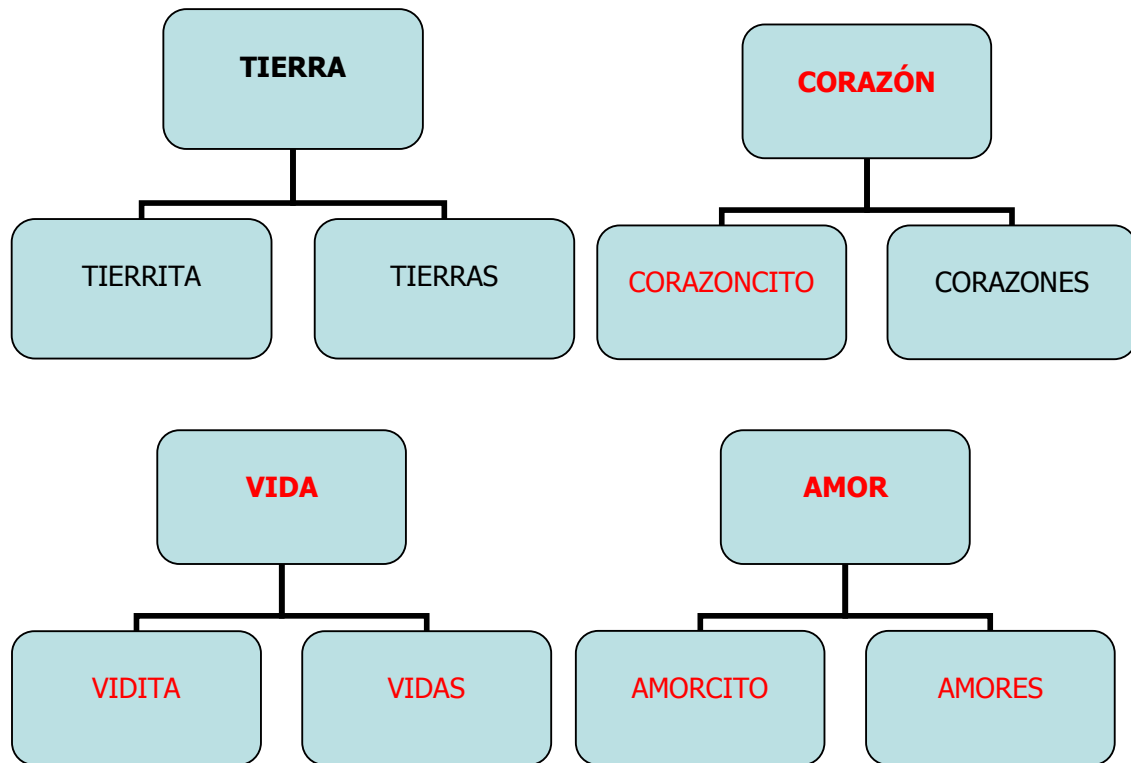 TIERRA
CORAZÓN
TIERRITA
TIERRAS
CORAZONCITO
CORAZONES
VIDA
AMOR
VIDITA
VIDAS
AMORCITO
AMORES